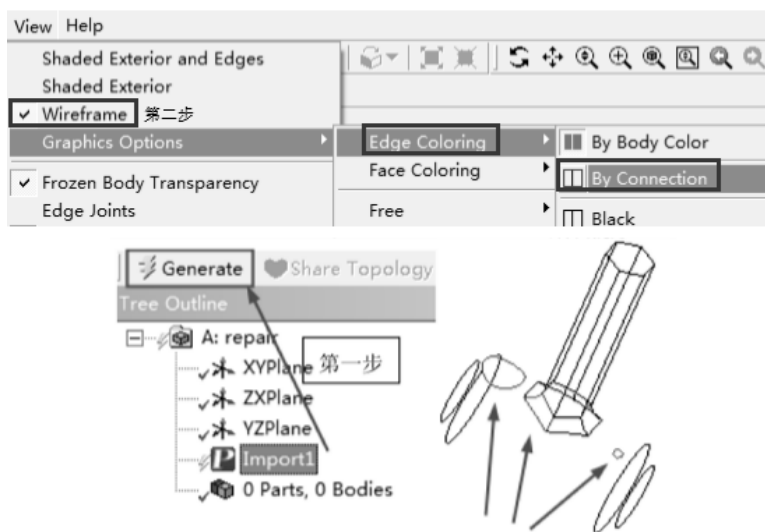 View Help
Shaded Exterior and Edges
Shaded Exterior
Wireframe 第二步
Graphics Options
Edge Coloring
By Body Color
Frozen Body Transparency
Face Coloring
By Connection
Edge Joints
Free
Black
Generate Share Topology
Tree Outline
A: repair
XYPlane
第一步
ZXPlane
YZPlane
Import1
0 Parts, 0 Bodies